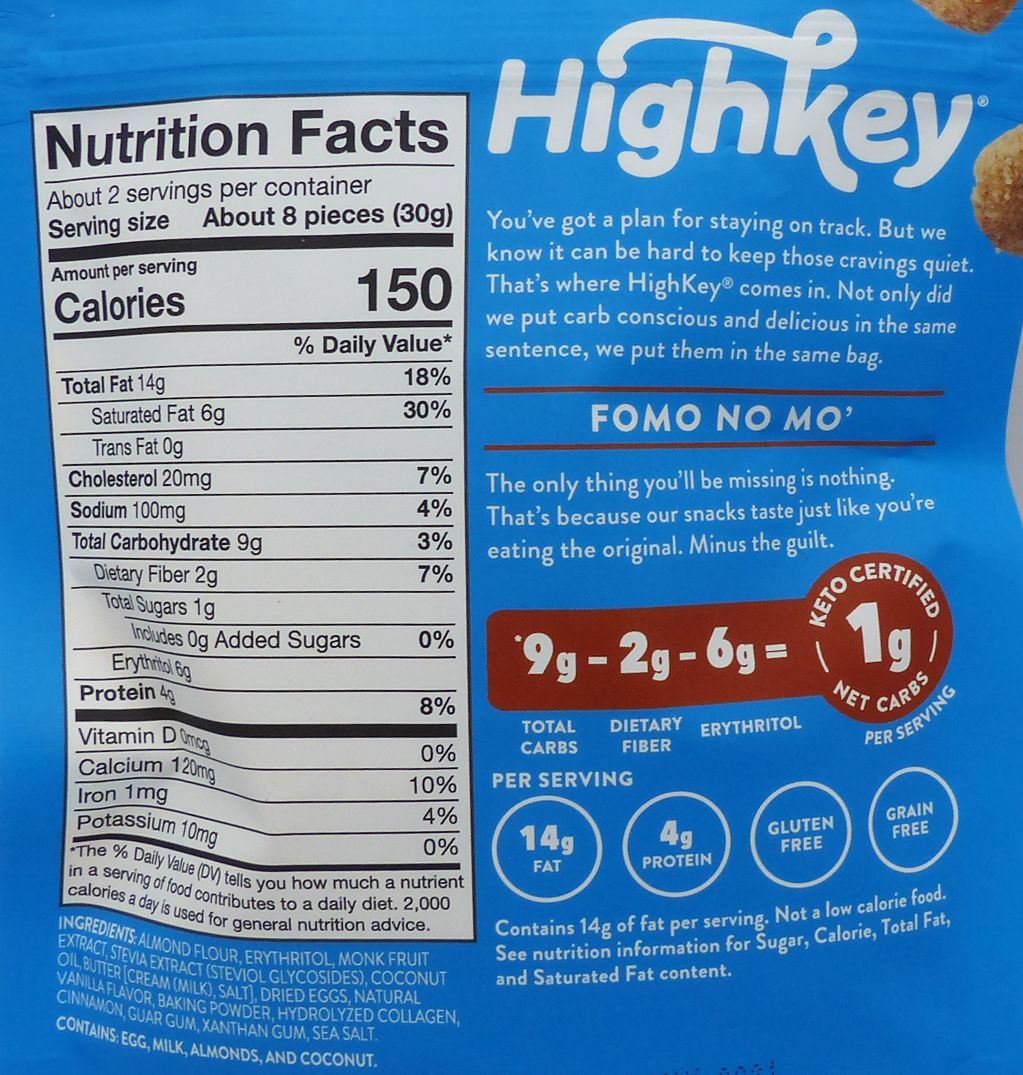 Nutrition Facts
About 2 servings per container
Serving size About 8 pieces (30g)
Amount per serving
Calories 150
% Daily Value*
Total Fat 14g 18%
Saturated Fat 6g 30%
Trans Fat 0g
Cholesterol 20mg 7%
Sodium 100mg 4%
Total Carbohydrate 9g 3%
Dietary Fiber 2g 7%
Total Sugars 1g
Includes 0g Added Sugars 0%
Erythritol 6g
Protein 4g 8%
Vitamin D 0mcg 0%
Calcium 120mg 10%
Iron 1mg 4%
Potassium 10mg 0%
*The % Daily Value (DV) tells you how much a nutrient
in a serving of food contributes to a daily diet. 2,000
calories a day is used for general nutrition advice.
INGREDIENTS: ALMOND FLOUR, ERYTHRITOL, MONK FRUIT
EXTRACT, STEVIA EXTRACT (STEVIOL GLYCOSIDES), COCONUT
OIL, BUTTER [CREAM (MILK), SALT], DRIED EGGS, NATURAL
VANILLA FLAVOR, BAKING POWDER, HYDROLYZED COLLAGEN,
CINNAMON, GUAR GUM, XANTHAN GUM, SEA SALT.
CONTAINS: EGG, MILK, ALMONDS, AND COCONUT.
Highkey®
You've got a plan for staying on track. But we
know it can be hard to keep those cravings quiet.
That's where HighKey® comes in. Not only did
we put carb conscious and delicious in the same
sentence, we put them in the same bag.
FOMO NO MO'
The only thing you'll be missing is nothing.
That's because our snacks taste just like you're
eating the original. Minus the guilt.
KETO CERTIFIED
*9g - 2g - 6g = 1g
NET CARBS
PER SERVING
TOTAL CARBS
DIETARY FIBER
ERYTHRITOL
PER SERVING
14g FAT
4g PROTEIN
GLUTEN FREE
GRAIN FREE
Contains 14g of fat per serving. Not a low calorie food.
See nutrition information for Sugar, Calorie, Total Fat,
and Saturated Fat content.